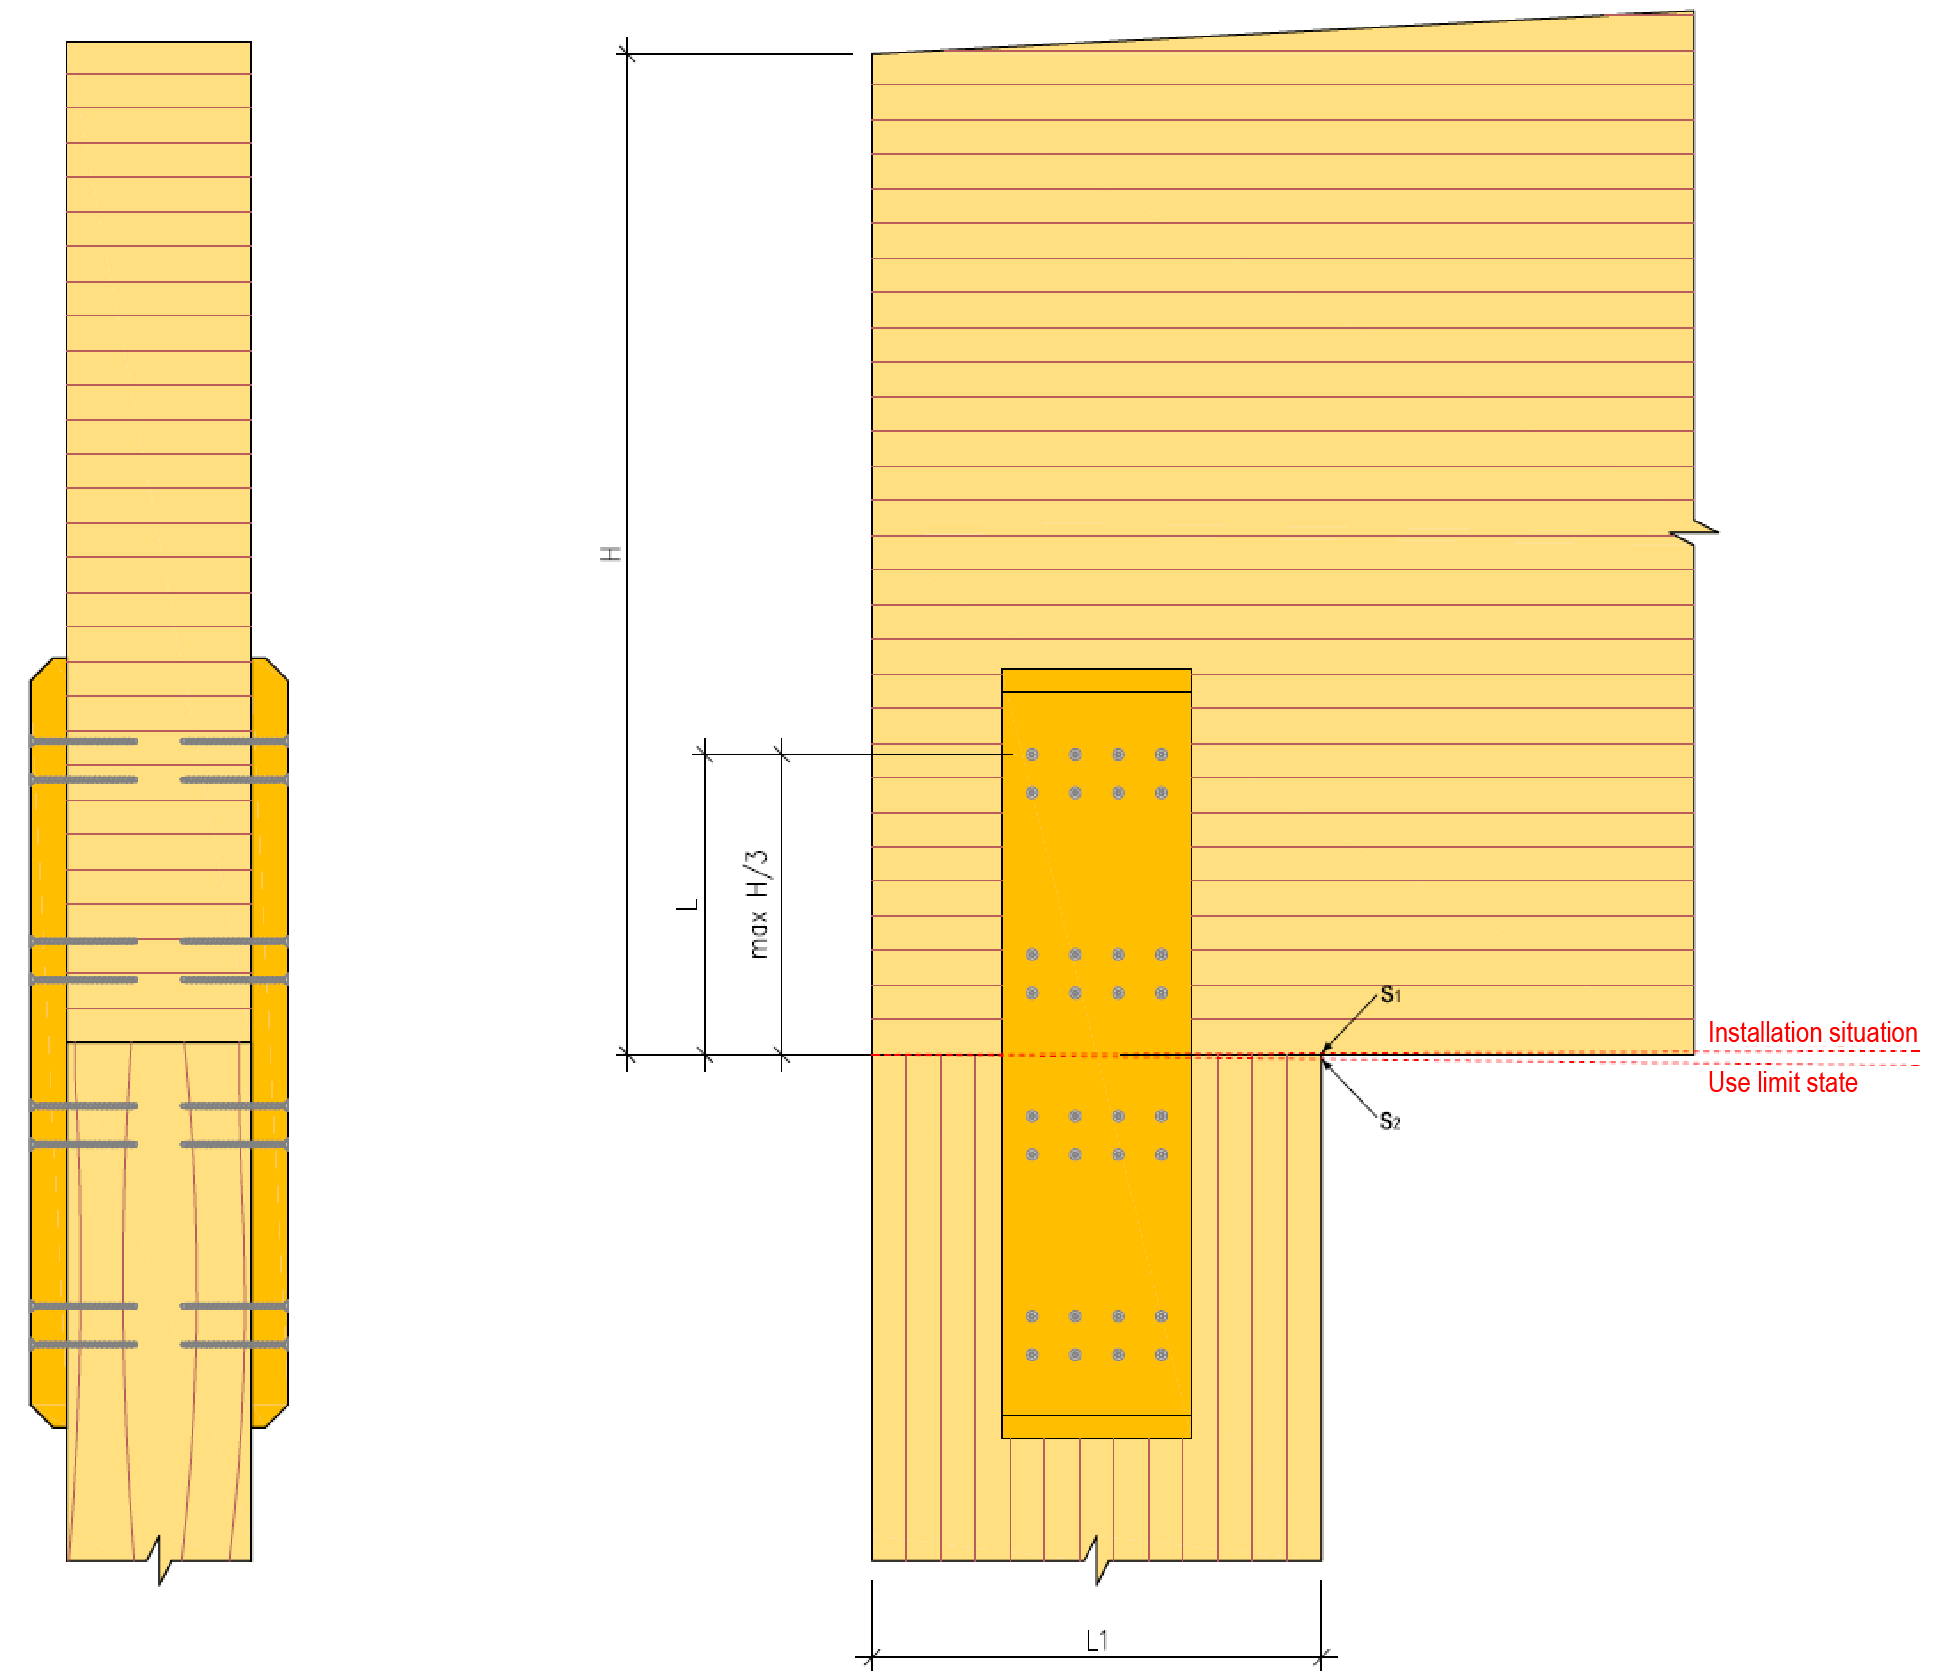 H
L
max H/3
S1
Installation situation
Use limit state
S2
L1